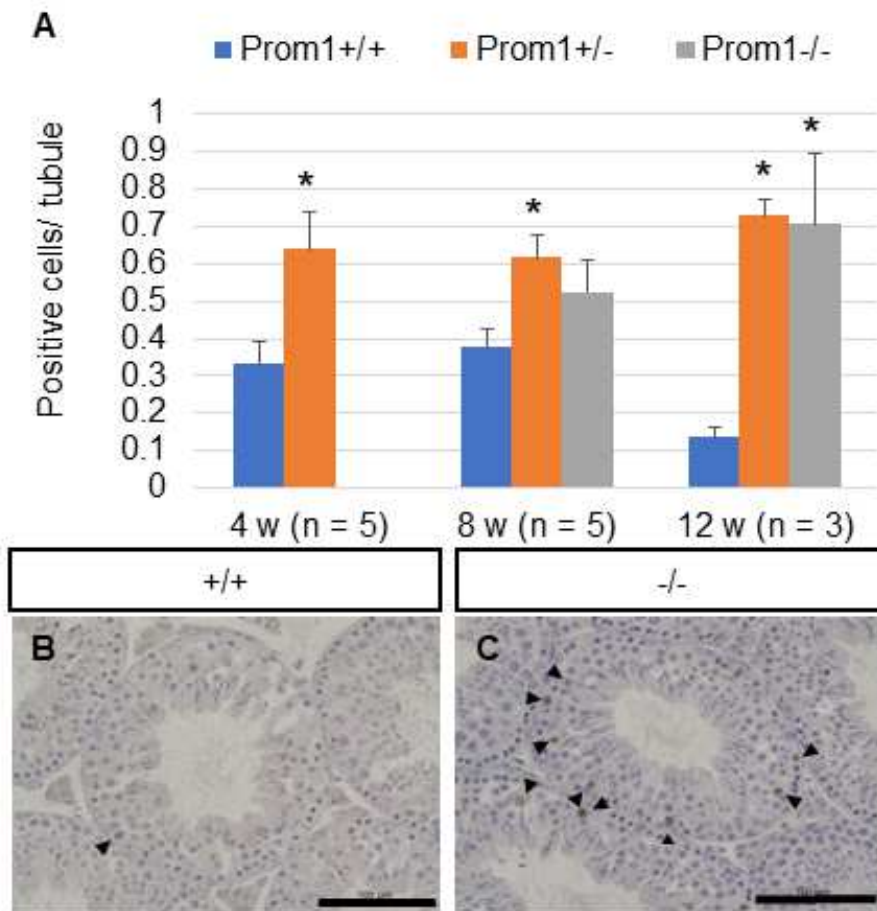 A
Prom1+/+ Prom1+/- Prom1-/-
Positive cells/ tubule
1
0.9
0.8
0.7
0.6
0.5
0.4
0.3
0.2
0.1
0
* * * *
4 w (n = 5) 8 w (n = 5) 12 w (n = 3)
+/+ -/-
B C